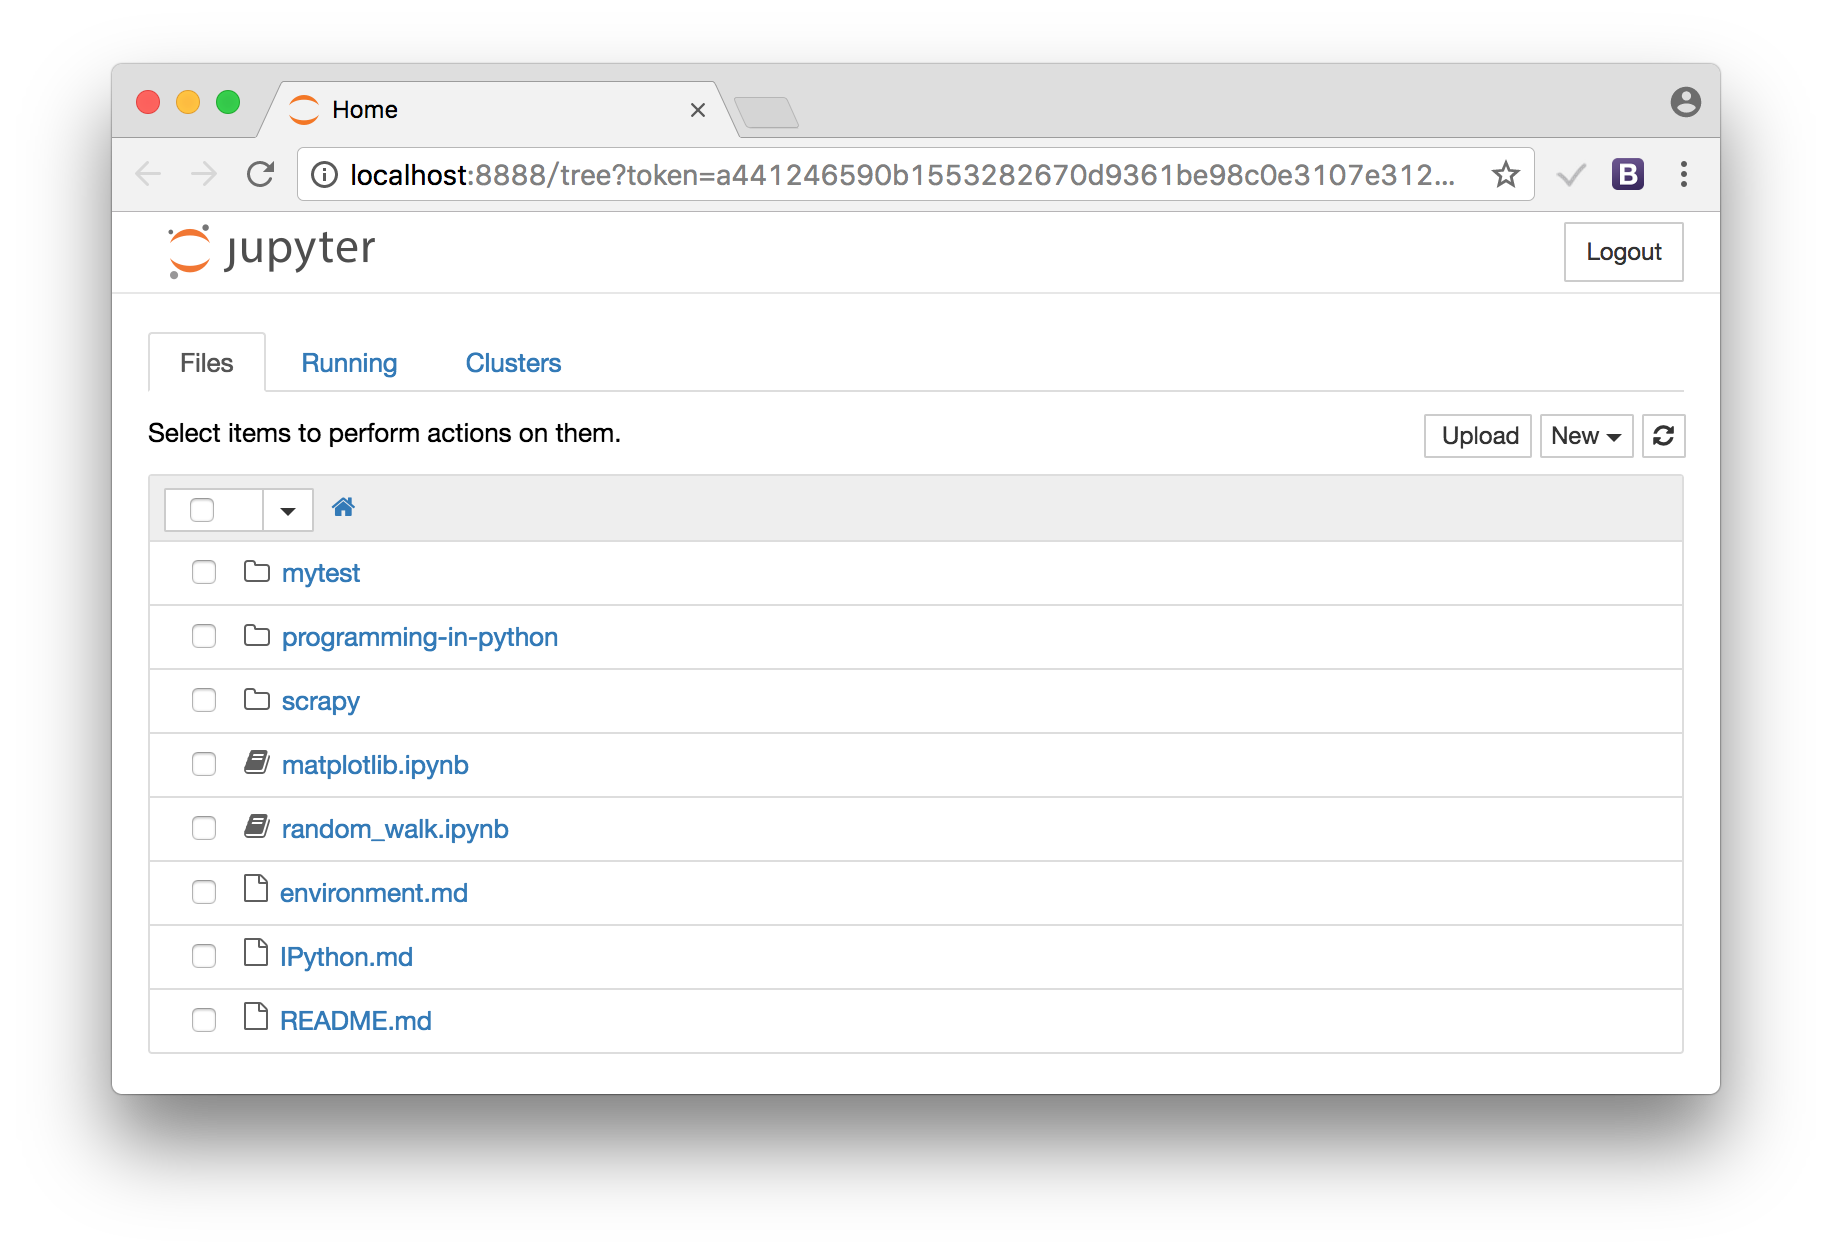 Home
localhost:8888/tree?token=a441246590b1553282670d9361be98c0e3107e312...
B
jupyter
Logout
Files Running Clusters
Select items to perform actions on them.
Upload New
mytest
programming-in-python
scrapy
matplotlib.ipynb
random_walk.ipynb
environment.md
IPython.md
README.md